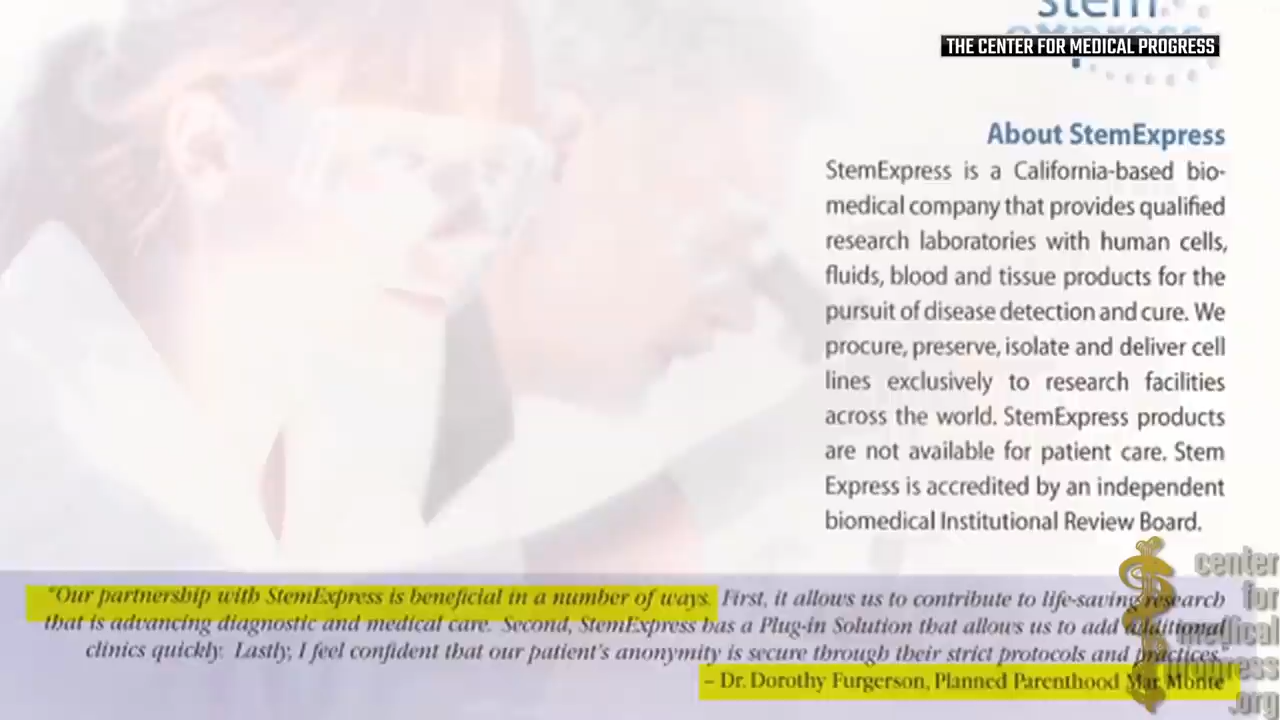 stem
express
THE CENTER FOR MEDICAL PROGRESS
About StemExpress
StemExpress is a California-based bio-
medical company that provides qualified
research laboratories with human cells,
fluids, blood and tissue products for the
pursuit of disease detection and cure. We
procure, preserve, isolate and deliver cell
lines exclusively to research facilities
across the world. StemExpress products
are not available for patient care. Stem
Express is accredited by an independent
biomedical Institutional Review Board.
"Our partnership with StemExpress is beneficial in a number of ways. First, it allows us to contribute to life-saving research
that is advancing diagnostic and medical care. Second, StemExpress has a Plug-in Solution that allows us to add additional
clinics quickly. Lastly, I feel confident that our patient's anonymity is secure through their strict protocols and practices.
– Dr. Dorothy Furgerson, Planned Parenthood Mar Monte
center
for
medical
progress
.org